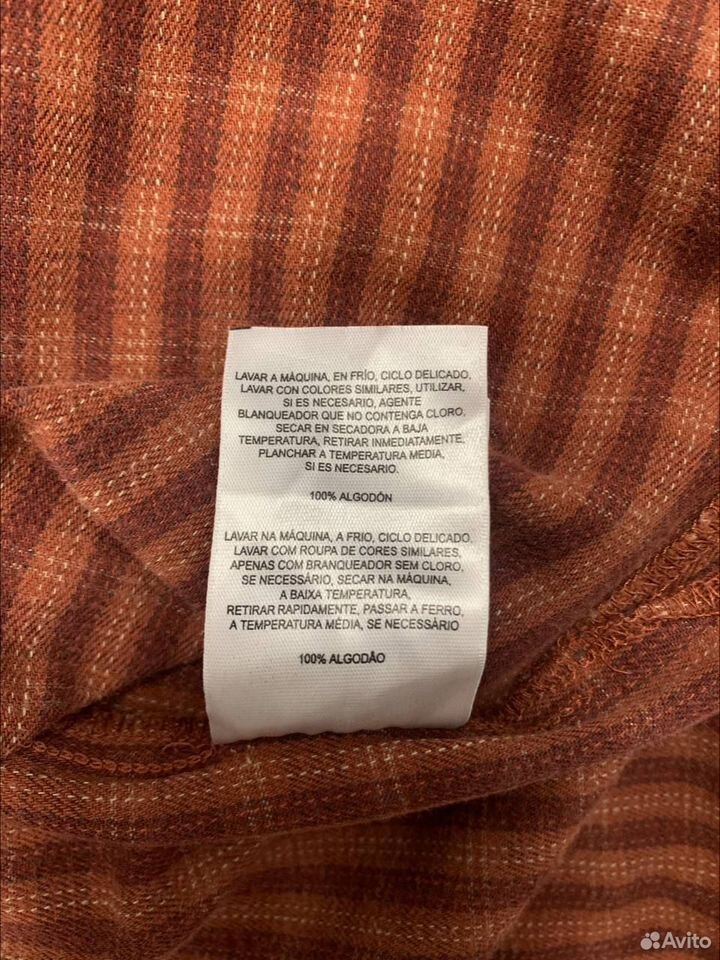 LAVAR A MÁQUINA, EN FRÍO, CICLO DELICADO.
LAVAR CON COLORES SIMILARES, UTILIZAR,
SI ES NECESARIO, AGENTE
BLANQUEADOR QUE NO CONTENGA CLORO.
SECAR EN SECADORA A BAJA
TEMPERATURA, RETIRAR INMEDIATAMENTE,
PLANCHAR A TEMPERATURA MEDIA,
SI ES NECESARIO.
100% ALGODÓN
LAVAR NA MÁQUINA, A FRIO, CICLO DELICADO.
LAVAR COM ROUPA DE CORES SIMILARES,
APENAS COM BRANQUEADOR SEM CLORO,
SE NECESSÁRIO, SECAR NA MÁQUINA,
A BAIXA TEMPERATURA,
RETIRAR RAPIDAMENTE, PASSAR A FERRO,
A TEMPERATURA MÉDIA, SE NECESSÁRIO
100% ALGODÃO
Avito